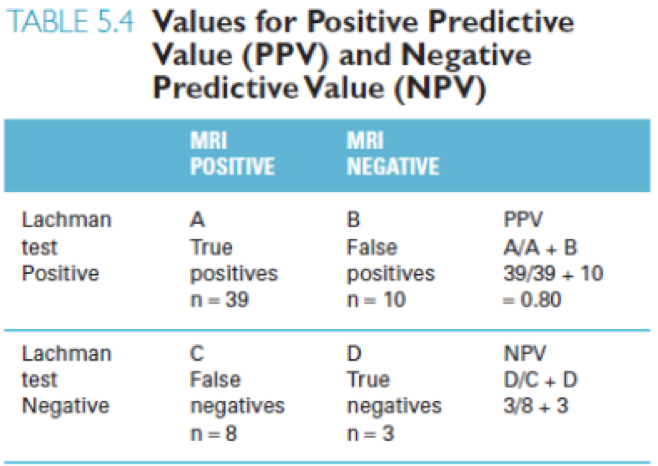 TABLE 5.4 Values for Positive Predictive
Value (PPV) and Negative
Predictive Value (NPV)
MRI POSITIVE MRI NEGATIVE
Lachman A B PPV
test True False A/A + B
Positive positives positives 39/39 + 10
n = 39 n = 10 = 0.80
Lachman C D NPV
test False True D/C + D
Negative negatives negatives 3/8 + 3
n = 8 n = 3